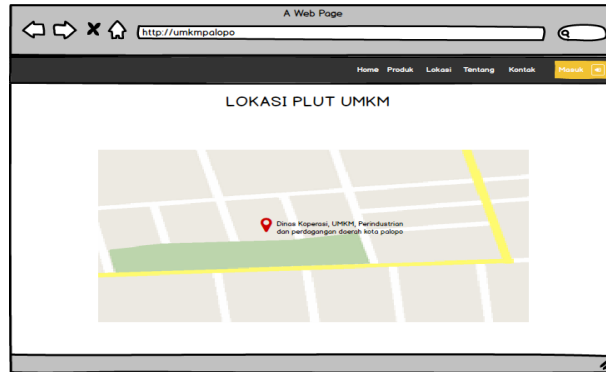 A Web Page
http://umkmpalopo
Home Produk Lokasi Tentang Kontak Masuk
LOKASI PLUT UMKM
Dinas Koperasi, UMKM, Perindustrian
dan perdagangan daerah kota palopo